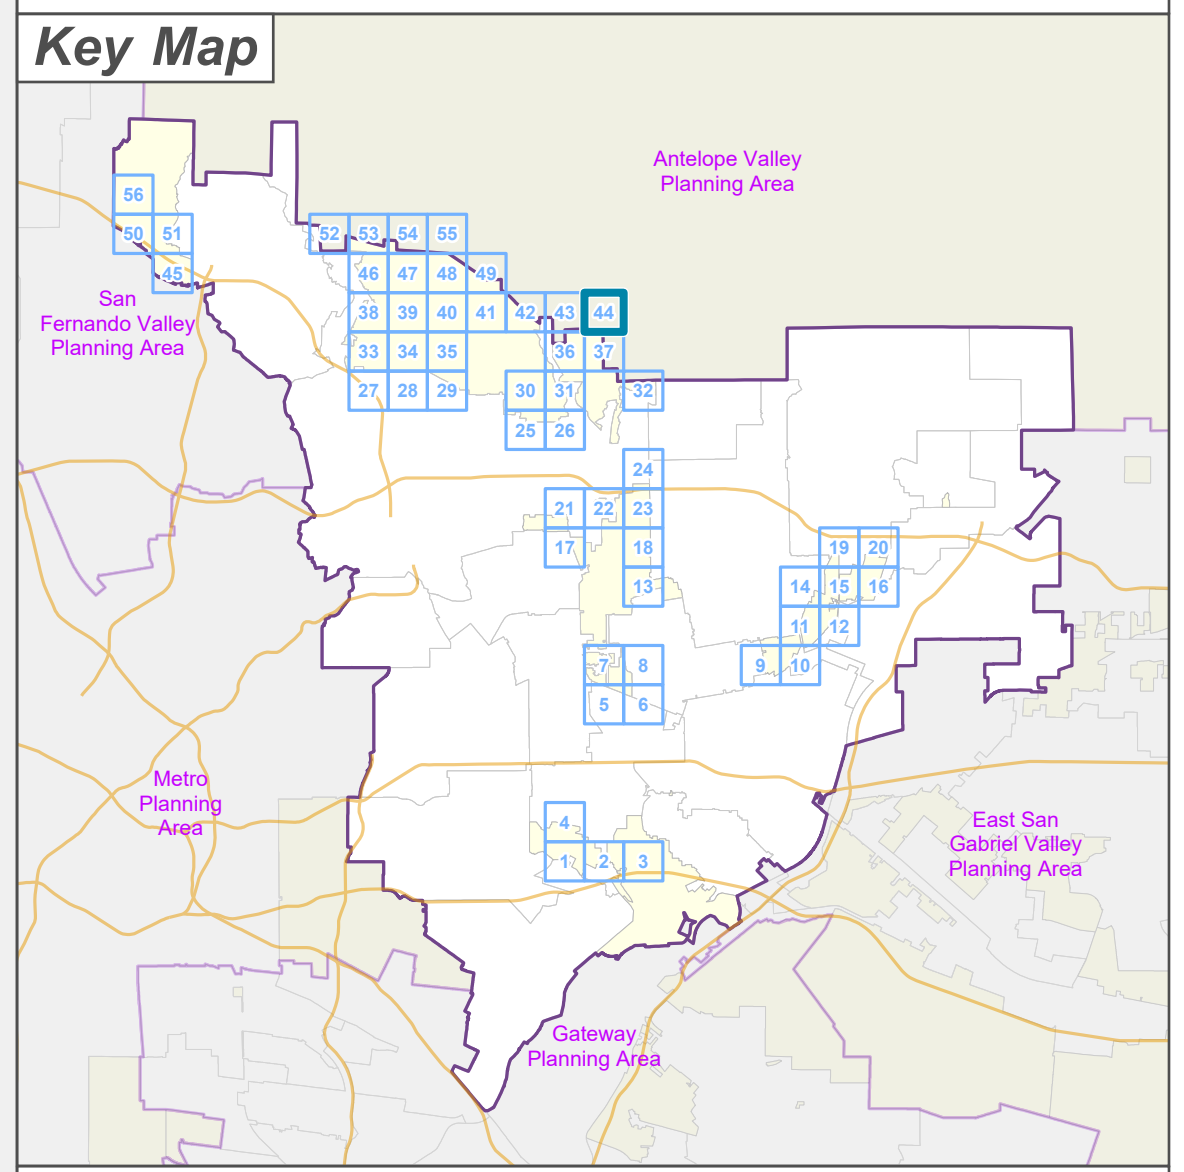 Key Map
Antelope Valley
Planning Area
56
50 51
52 53 54 55
45
46 47 48 49
San
Fernando Valley
Planning Area
38 39 40 41 42 43 44
33 34 35 36 37
27 28 29 30 31 32
25 26
24
21 22 23
17 18 19 20
13 14 15 16
11 12
7 8 9 10
5 6
Metro
Planning
Area
4
East San
Gabriel Valley
Planning Area
1 2 3
Gateway
Planning Area